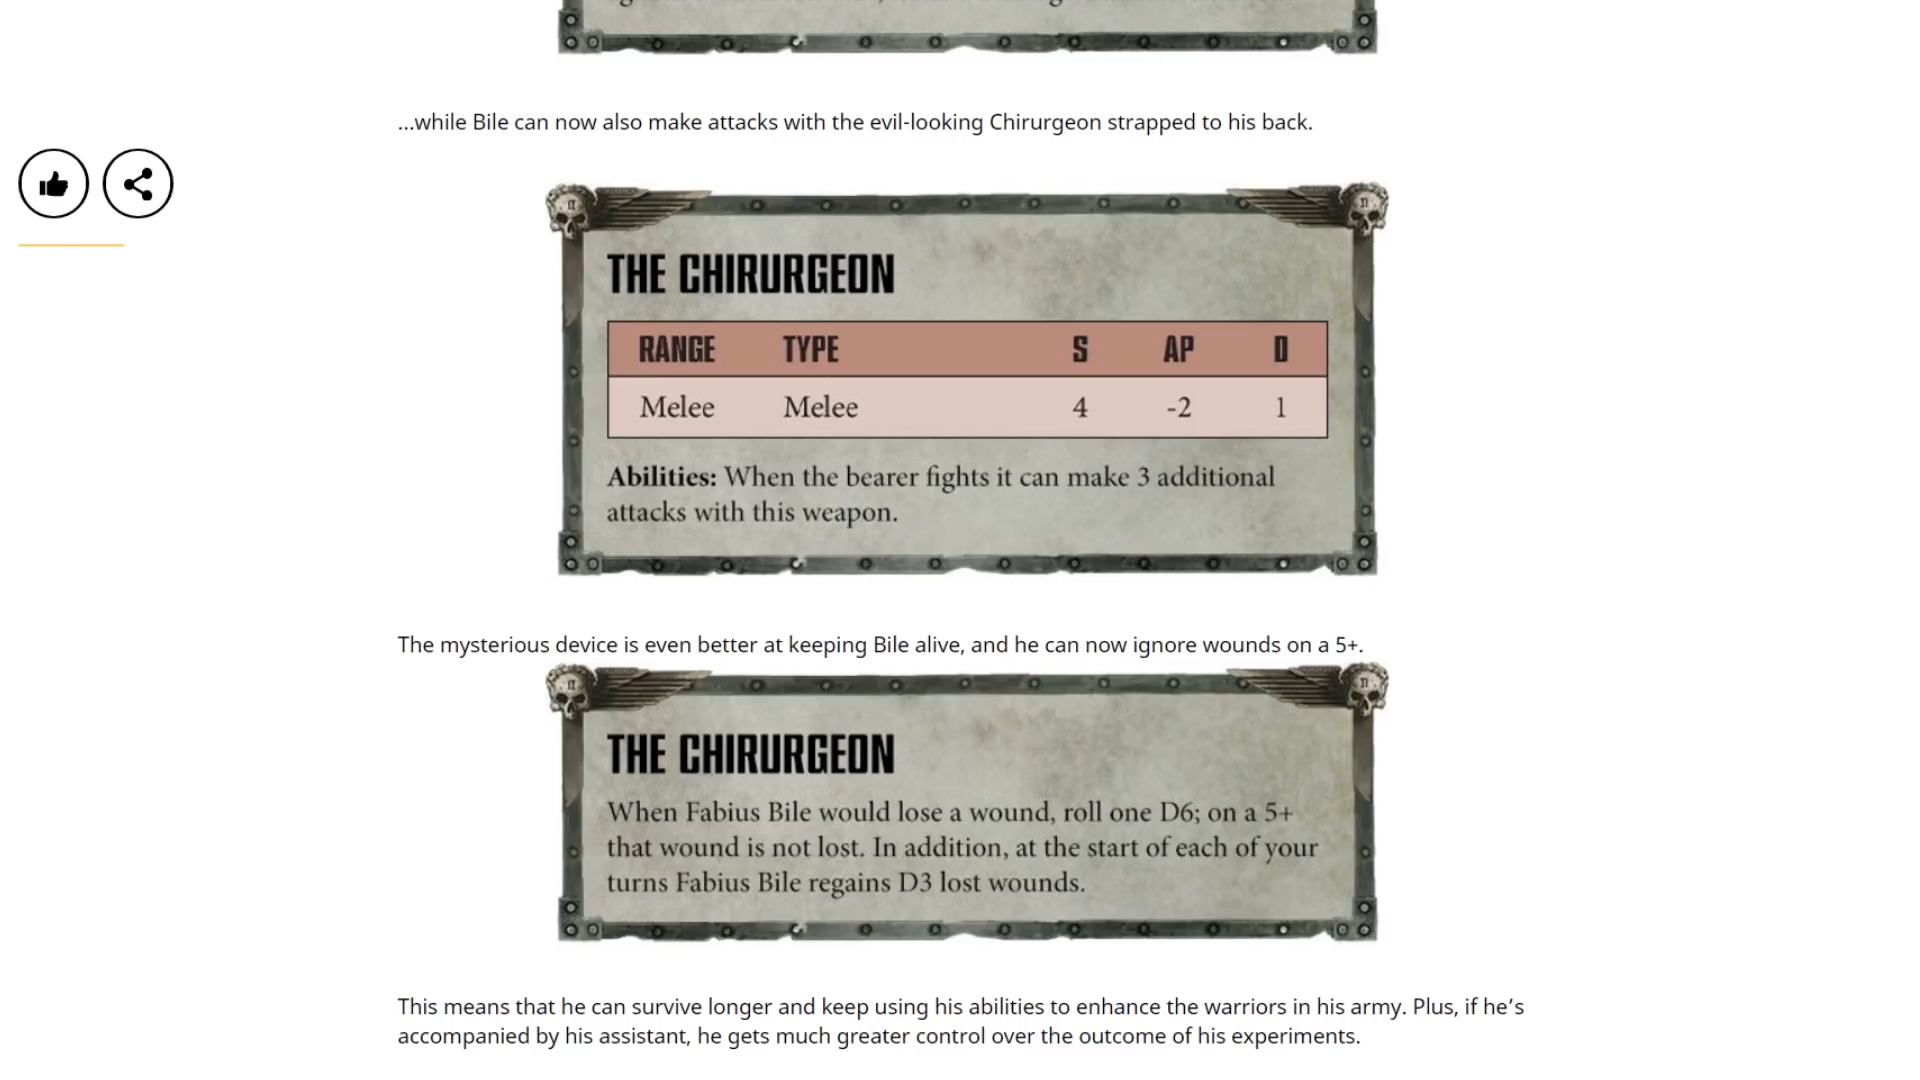 ...while Bile can now also make attacks with the evil-looking Chirurgeon strapped to his back.
THE CHIRURGEON
RANGE TYPE S AP D
Melee Melee 4 -2 1
Abilities: When the bearer fights it can make 3 additional
attacks with this weapon.
The mysterious device is even better at keeping Bile alive, and he can now ignore wounds on a 5+.
THE CHIRURGEON
When Fabius Bile would lose a wound, roll one D6; on a 5+
that wound is not lost. In addition, at the start of each of your
turns Fabius Bile regains D3 lost wounds.
This means that he can survive longer and keep using his abilities to enhance the warriors in his army. Plus, if he’s
accompanied by his assistant, he gets much greater control over the outcome of his experiments.